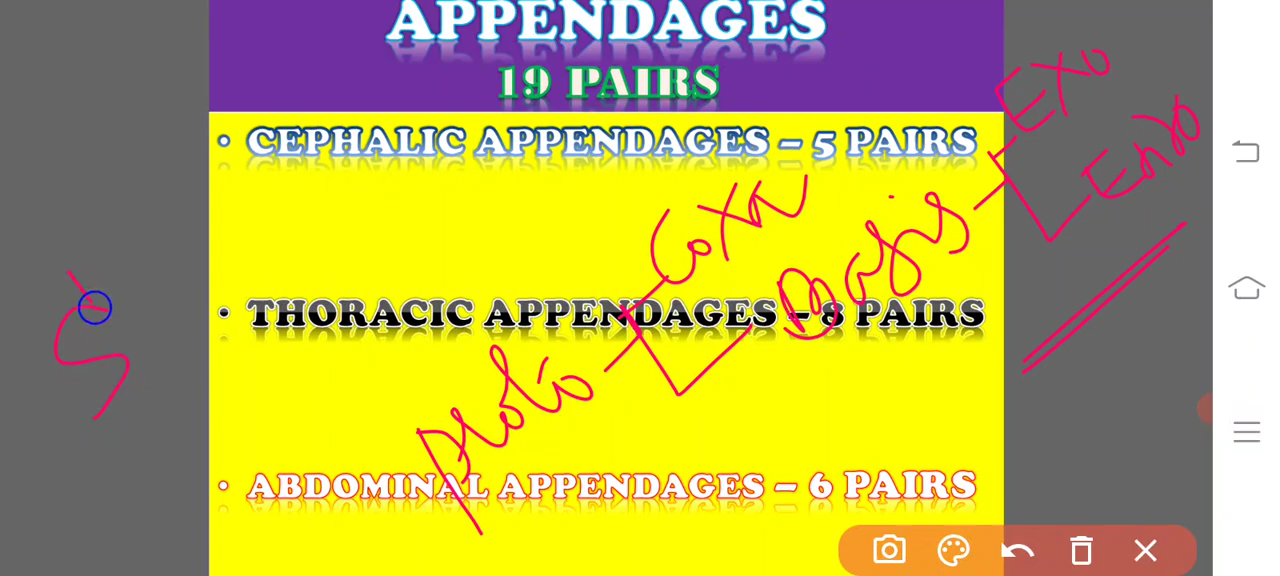 APPENDAGES
19 PAIRS
• CEPHALIC APPENDAGES – 5 PAIRS
• THORACIC APPENDAGES – 8 PAIRS
• ABDOMINAL APPENDAGES – 6 PAIRS
Proto
Coxa
Basis
Exo
Endo